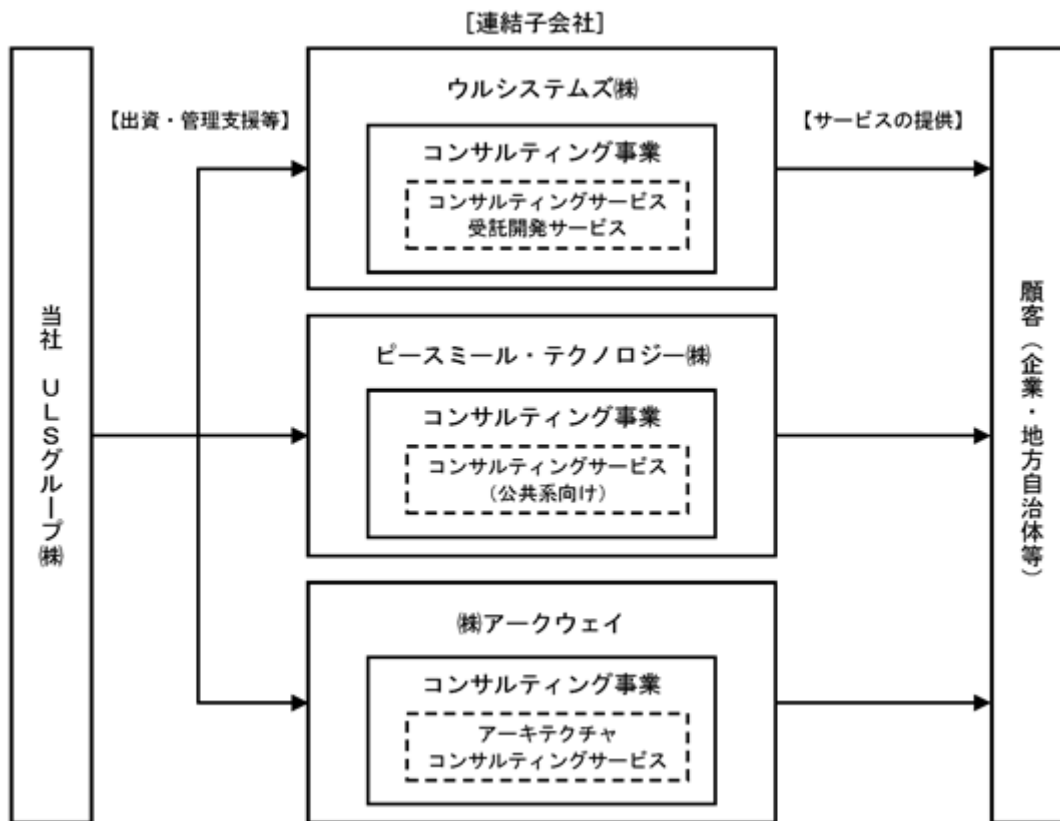 [連結子会社]
当社 ULSグループ㈱
【出資・管理支援等】
ウルシステムズ㈱
コンサルティング事業
コンサルティングサービス
受託開発サービス
ピースミール・テクノロジー㈱
コンサルティング事業
コンサルティングサービス
(公共系向け)
㈱アークウェイ
コンサルティング事業
アーキテクチャ
コンサルティングサービス
【サービスの提供】
顧客(企業・地方自治体等)